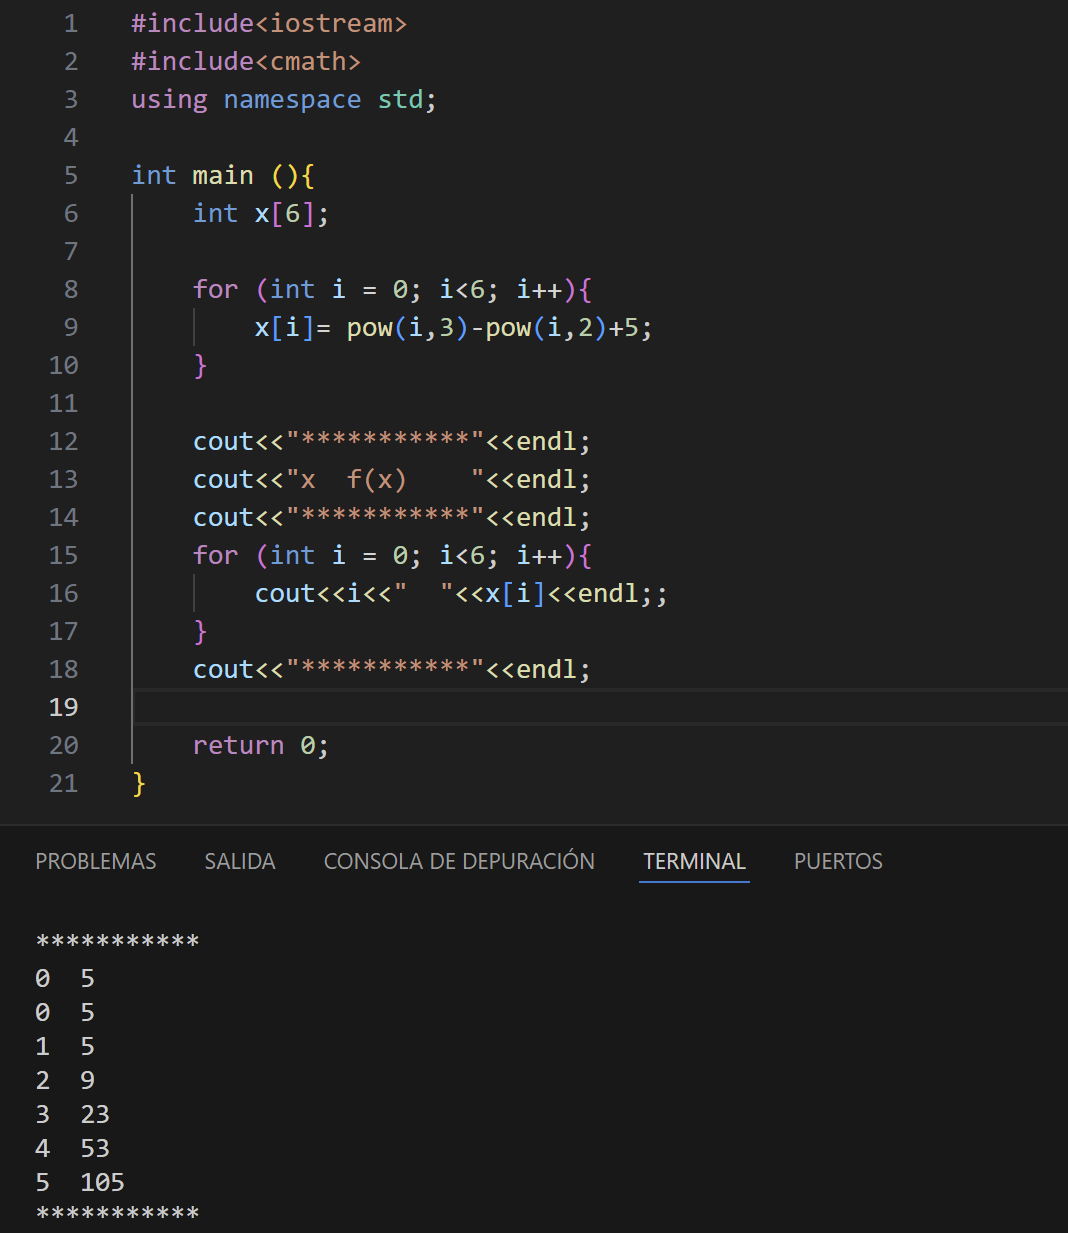 1 #include<iostream>
2 #include<cmath>
3 using namespace std;
4
5 int main (){
6     int x[6];
7
8     for (int i = 0; i<6; i++){
9         x[i]= pow(i,3)-pow(i,2)+5;
10     }
11
12     cout<<"***********"<<endl;
13     cout<<"x  f(x)    "<<endl;
14     cout<<"***********"<<endl;
15     for (int i = 0; i<6; i++){
16         cout<<i<<"  "<<x[i]<<endl;;
17     }
18     cout<<"***********"<<endl;
19
20     return 0;
21 }
PROBLEMAS SALIDA CONSOLA DE DEPURACIÓN TERMINAL PUERTOS
***********
0  5
0  5
1  5
2  9
3  23
4  53
5  105
***********